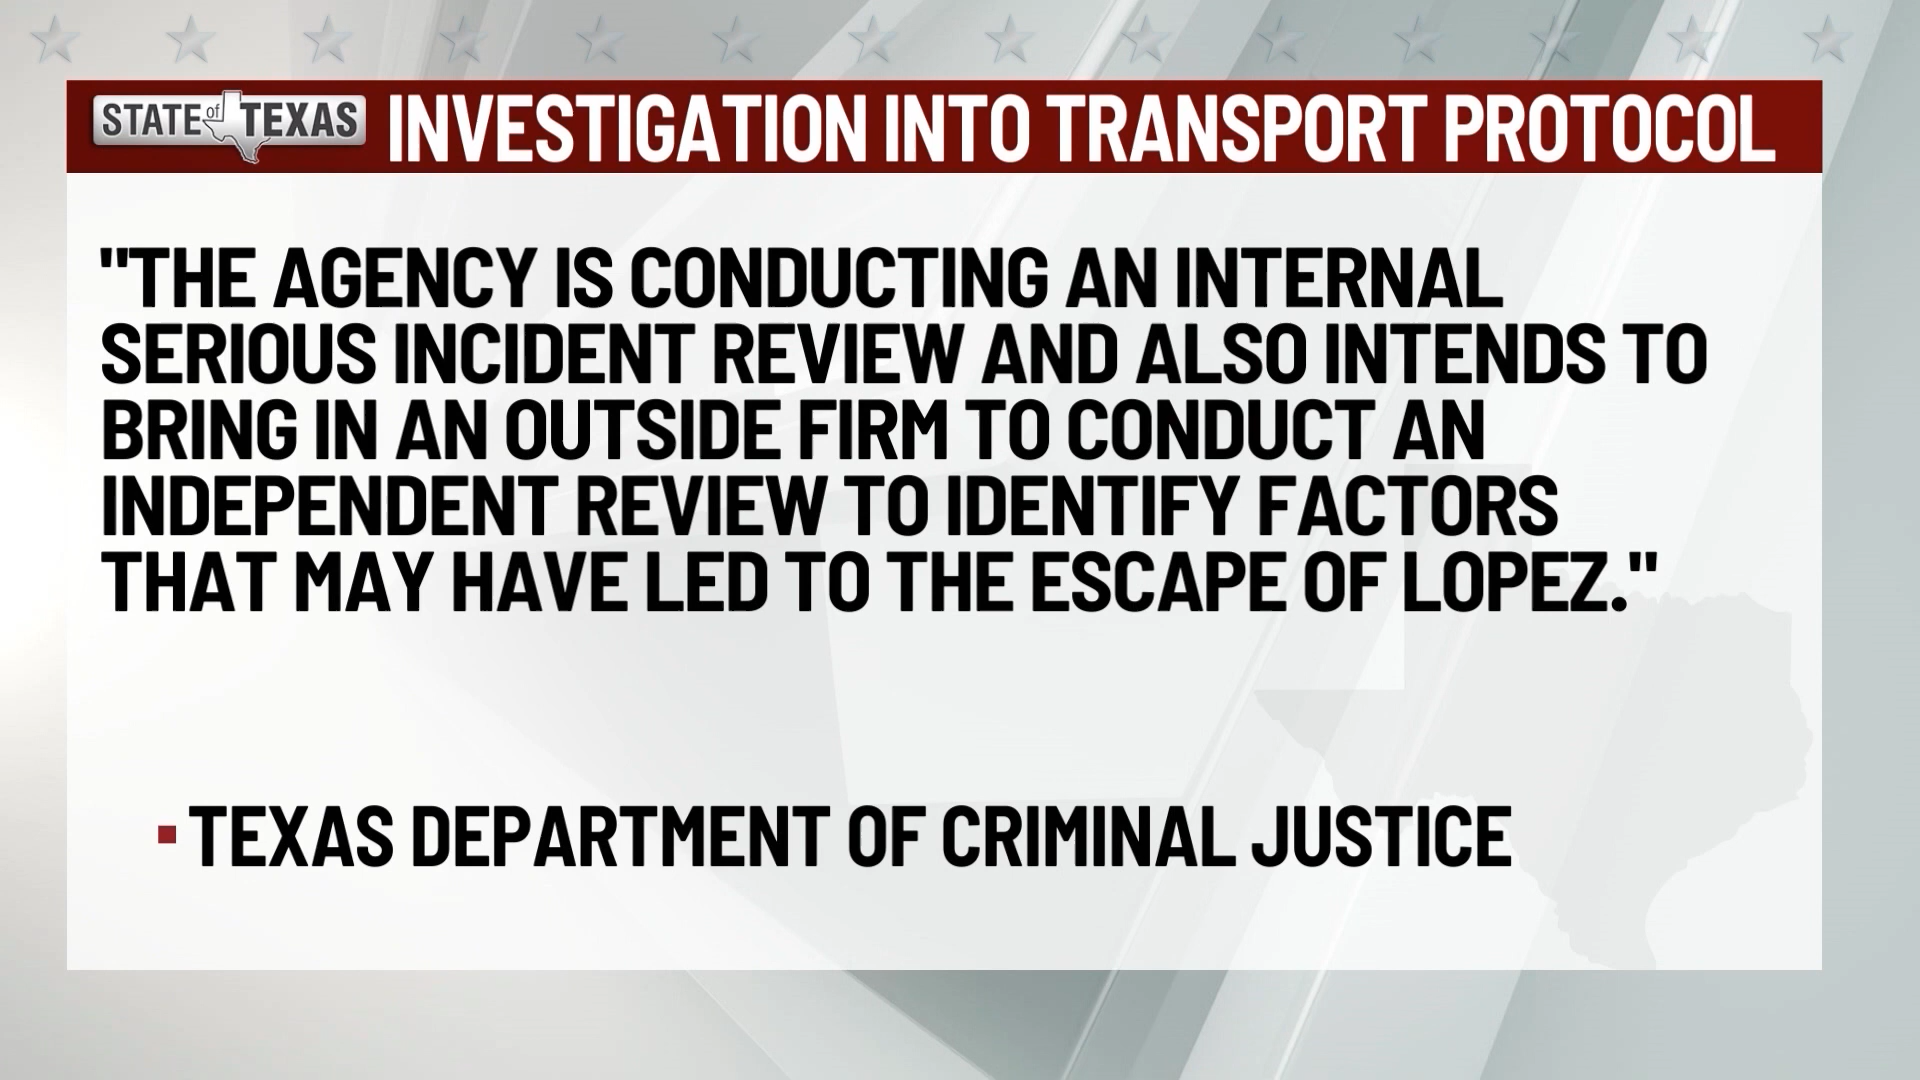 STATE of TEXAS INVESTIGATION INTO TRANSPORT PROTOCOL
"THE AGENCY IS CONDUCTING AN INTERNAL
SERIOUS INCIDENT REVIEW AND ALSO INTENDS TO
BRING IN AN OUTSIDE FIRM TO CONDUCT AN
INDEPENDENT REVIEW TO IDENTIFY FACTORS
THAT MAY HAVE LED TO THE ESCAPE OF LOPEZ."
▪ TEXAS DEPARTMENT OF CRIMINAL JUSTICE